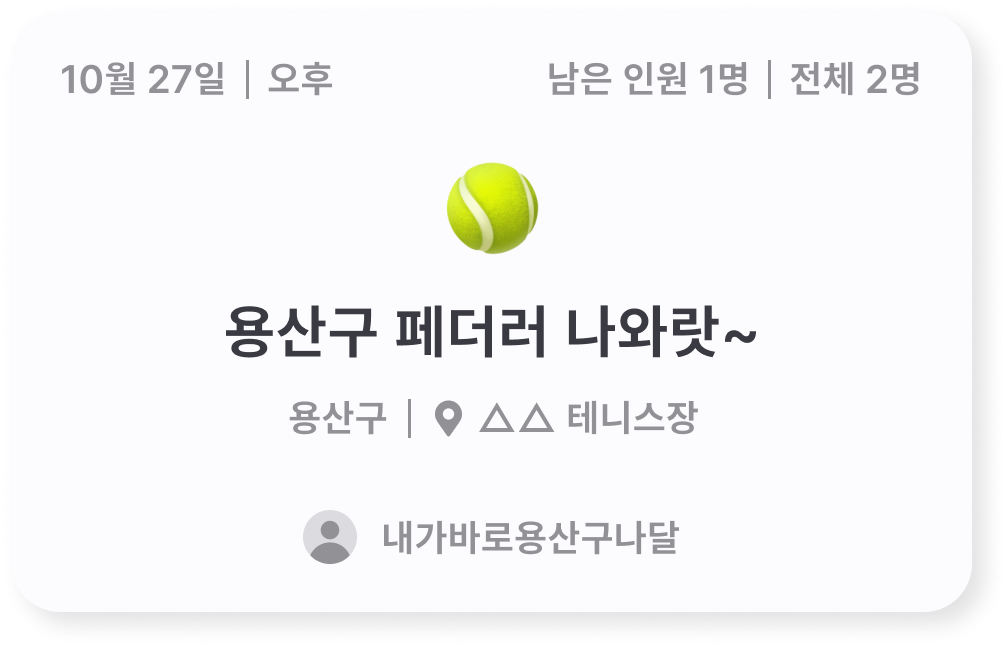 10월 27일 | 오후
남은 인원 1명 | 전체 2명
용산구 페더러 나와랏~
용산구 | △△ 테니스장
내가바로용산구나달